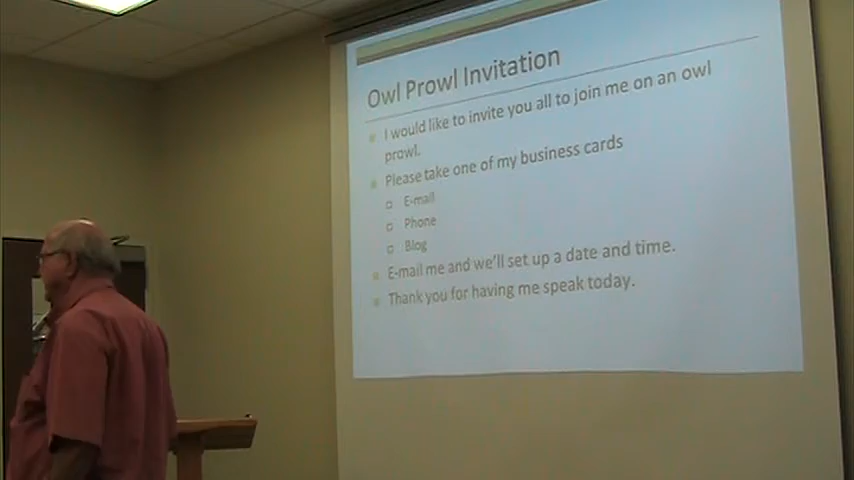 Owl Prowl Invitation
I would like to invite you all to join me on an owl
prowl.
Please take one of my business cards
E-mail
Phone
Blog
E-mail me and we'll set up a date and time.
Thank you for having me speak today.